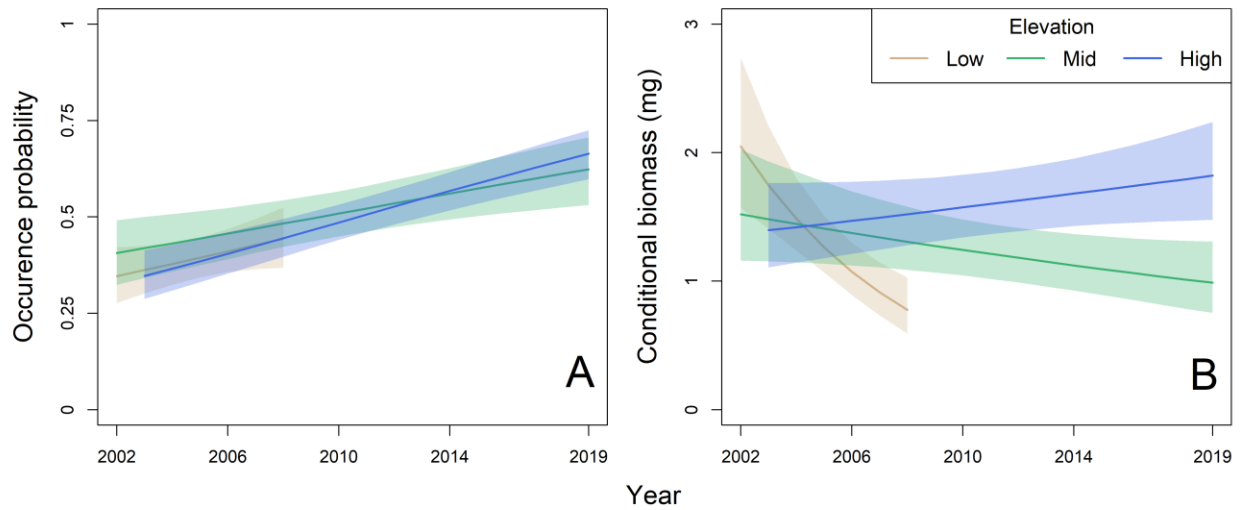 Occurence probability
1
0.75
0.5
0.25
0
2002 2006 2010 2014 2019
A
Conditional biomass (mg)
3
2
1
0
2002 2006 2010 2014 2019
Elevation
Low Mid High
B
Year